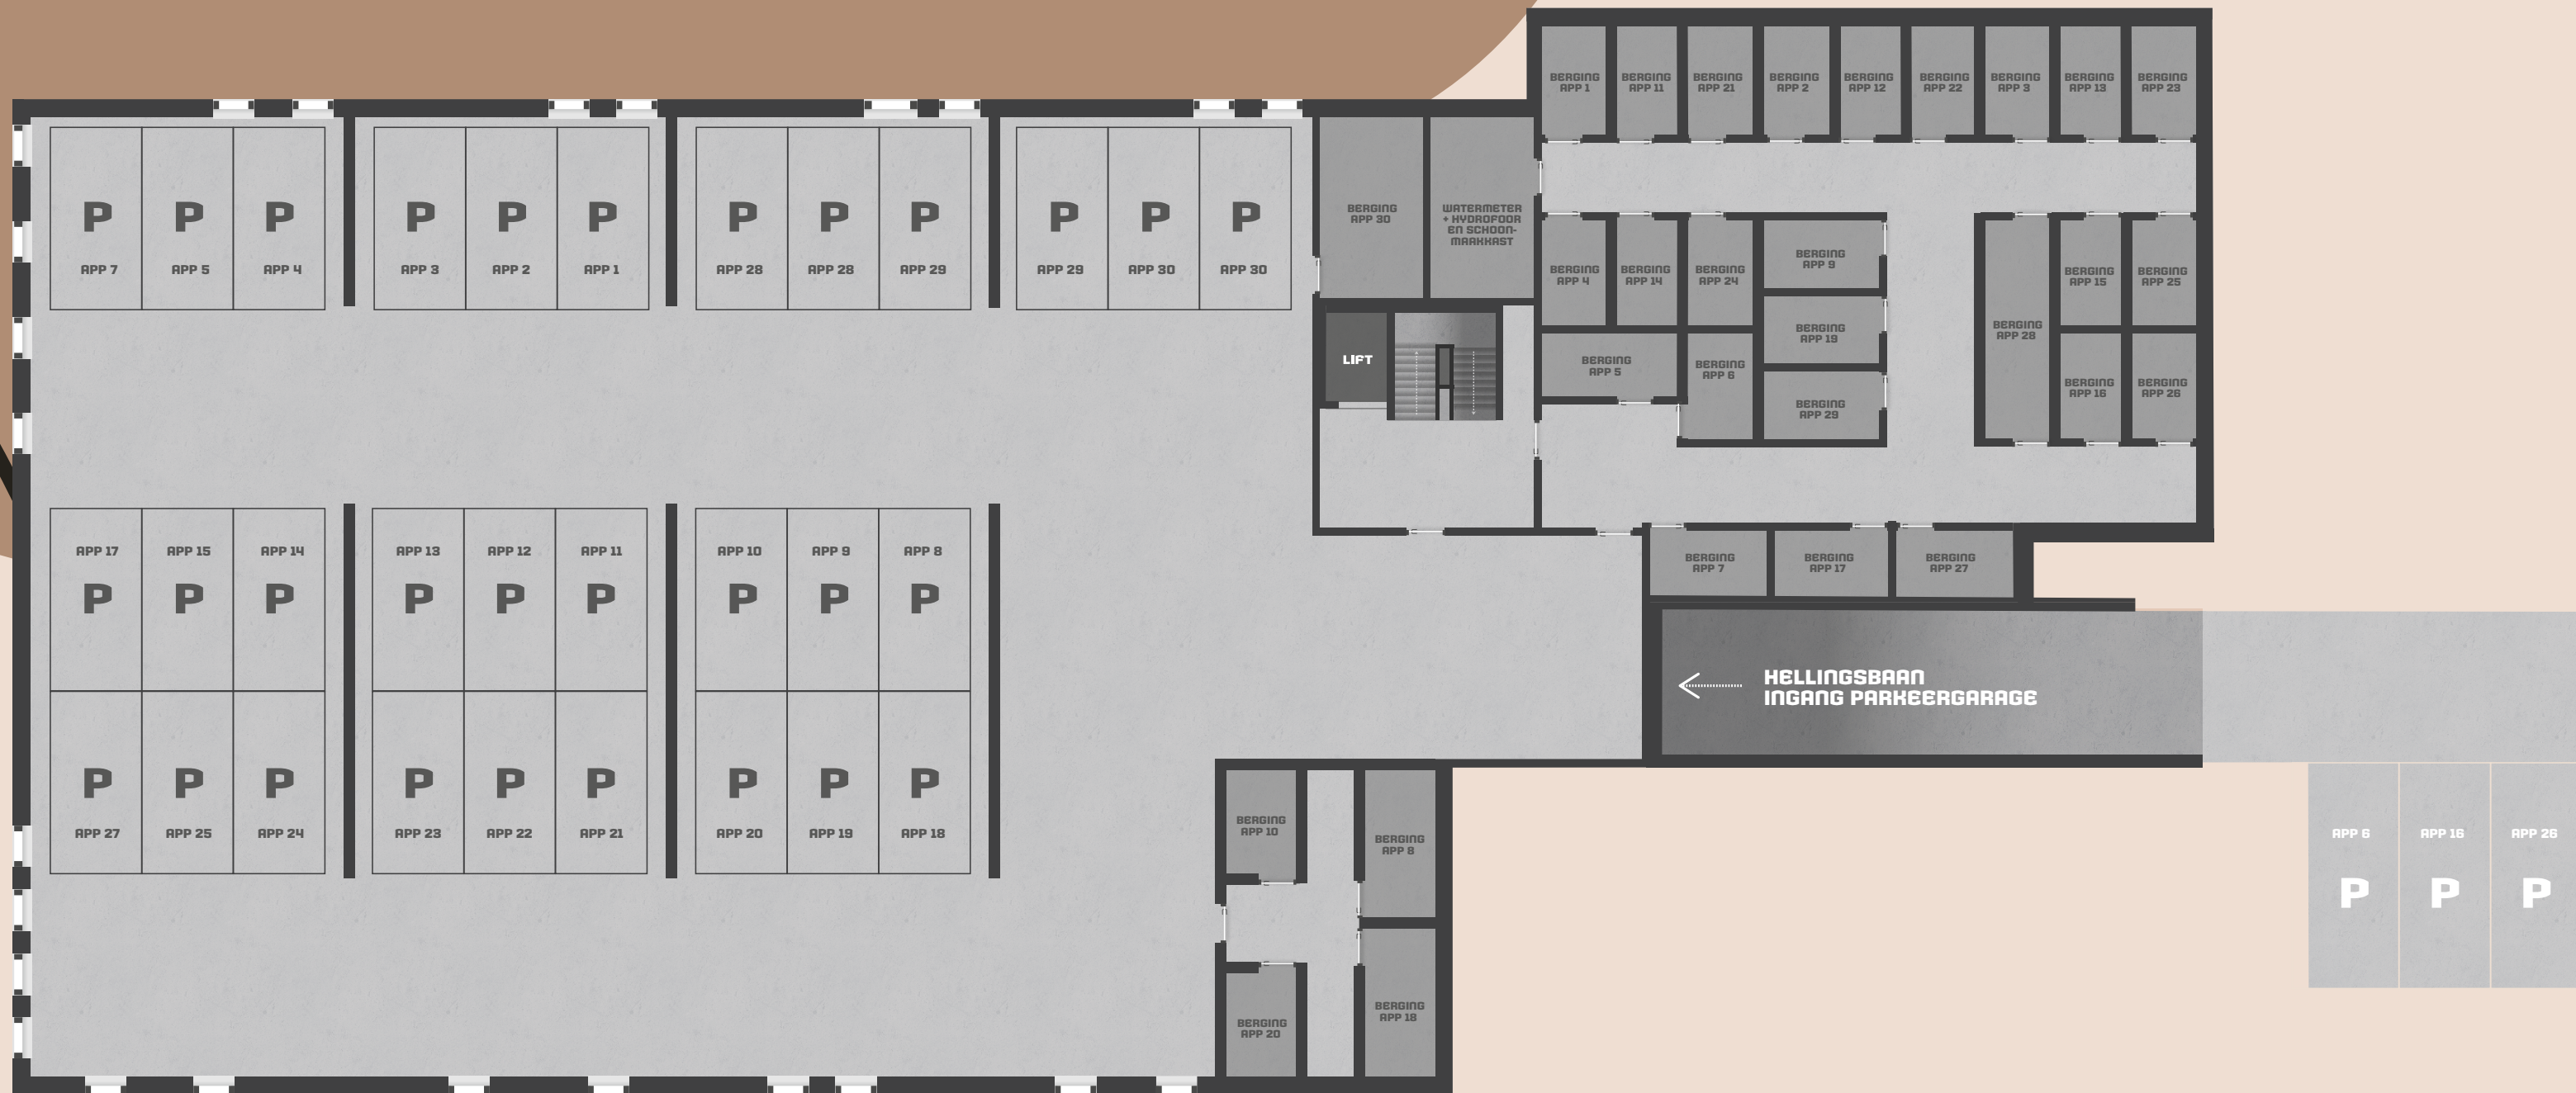 BERGING
APP 1
BERGING
APP 11
BERGING
APP 21
BERGING
APP 2
BERGING
APP 12
BERGING
APP 22
BERGING
APP 3
BERGING
APP 13
BERGING
APP 23
P
APP 7
P
APP 5
P
APP 4
P
APP 3
P
APP 2
P
APP 1
P
APP 28
P
APP 28
P
APP 29
P
APP 29
P
APP 30
P
APP 30
BERGING
APP 30
WATERMETER
+ HYDROFOOR
EN SCHOON-
MAAKKAST
BERGING
APP 4
BERGING
APP 14
BERGING
APP 24
BERGING
APP 9
BERGING
APP 19
BERGING
APP 29
BERGING
APP 28
BERGING
APP 15
BERGING
APP 25
LIFT
BERGING
APP 5
BERGING
APP 6
BERGING
APP 16
BERGING
APP 26
APP 17
P
APP 15
P
APP 14
P
APP 13
P
APP 12
P
APP 11
P
APP 10
P
APP 9
P
APP 8
P
BERGING
APP 7
BERGING
APP 17
BERGING
APP 27
HELLINGSBAAN
INGANG PARKEERGARAGE
P
APP 27
P
APP 25
P
APP 24
P
APP 23
P
APP 22
P
APP 21
P
APP 20
P
APP 19
P
APP 18
BERGING
APP 10
BERGING
APP 8
BERGING
APP 20
BERGING
APP 18
APP 6
P
APP 16
P
APP 26
P